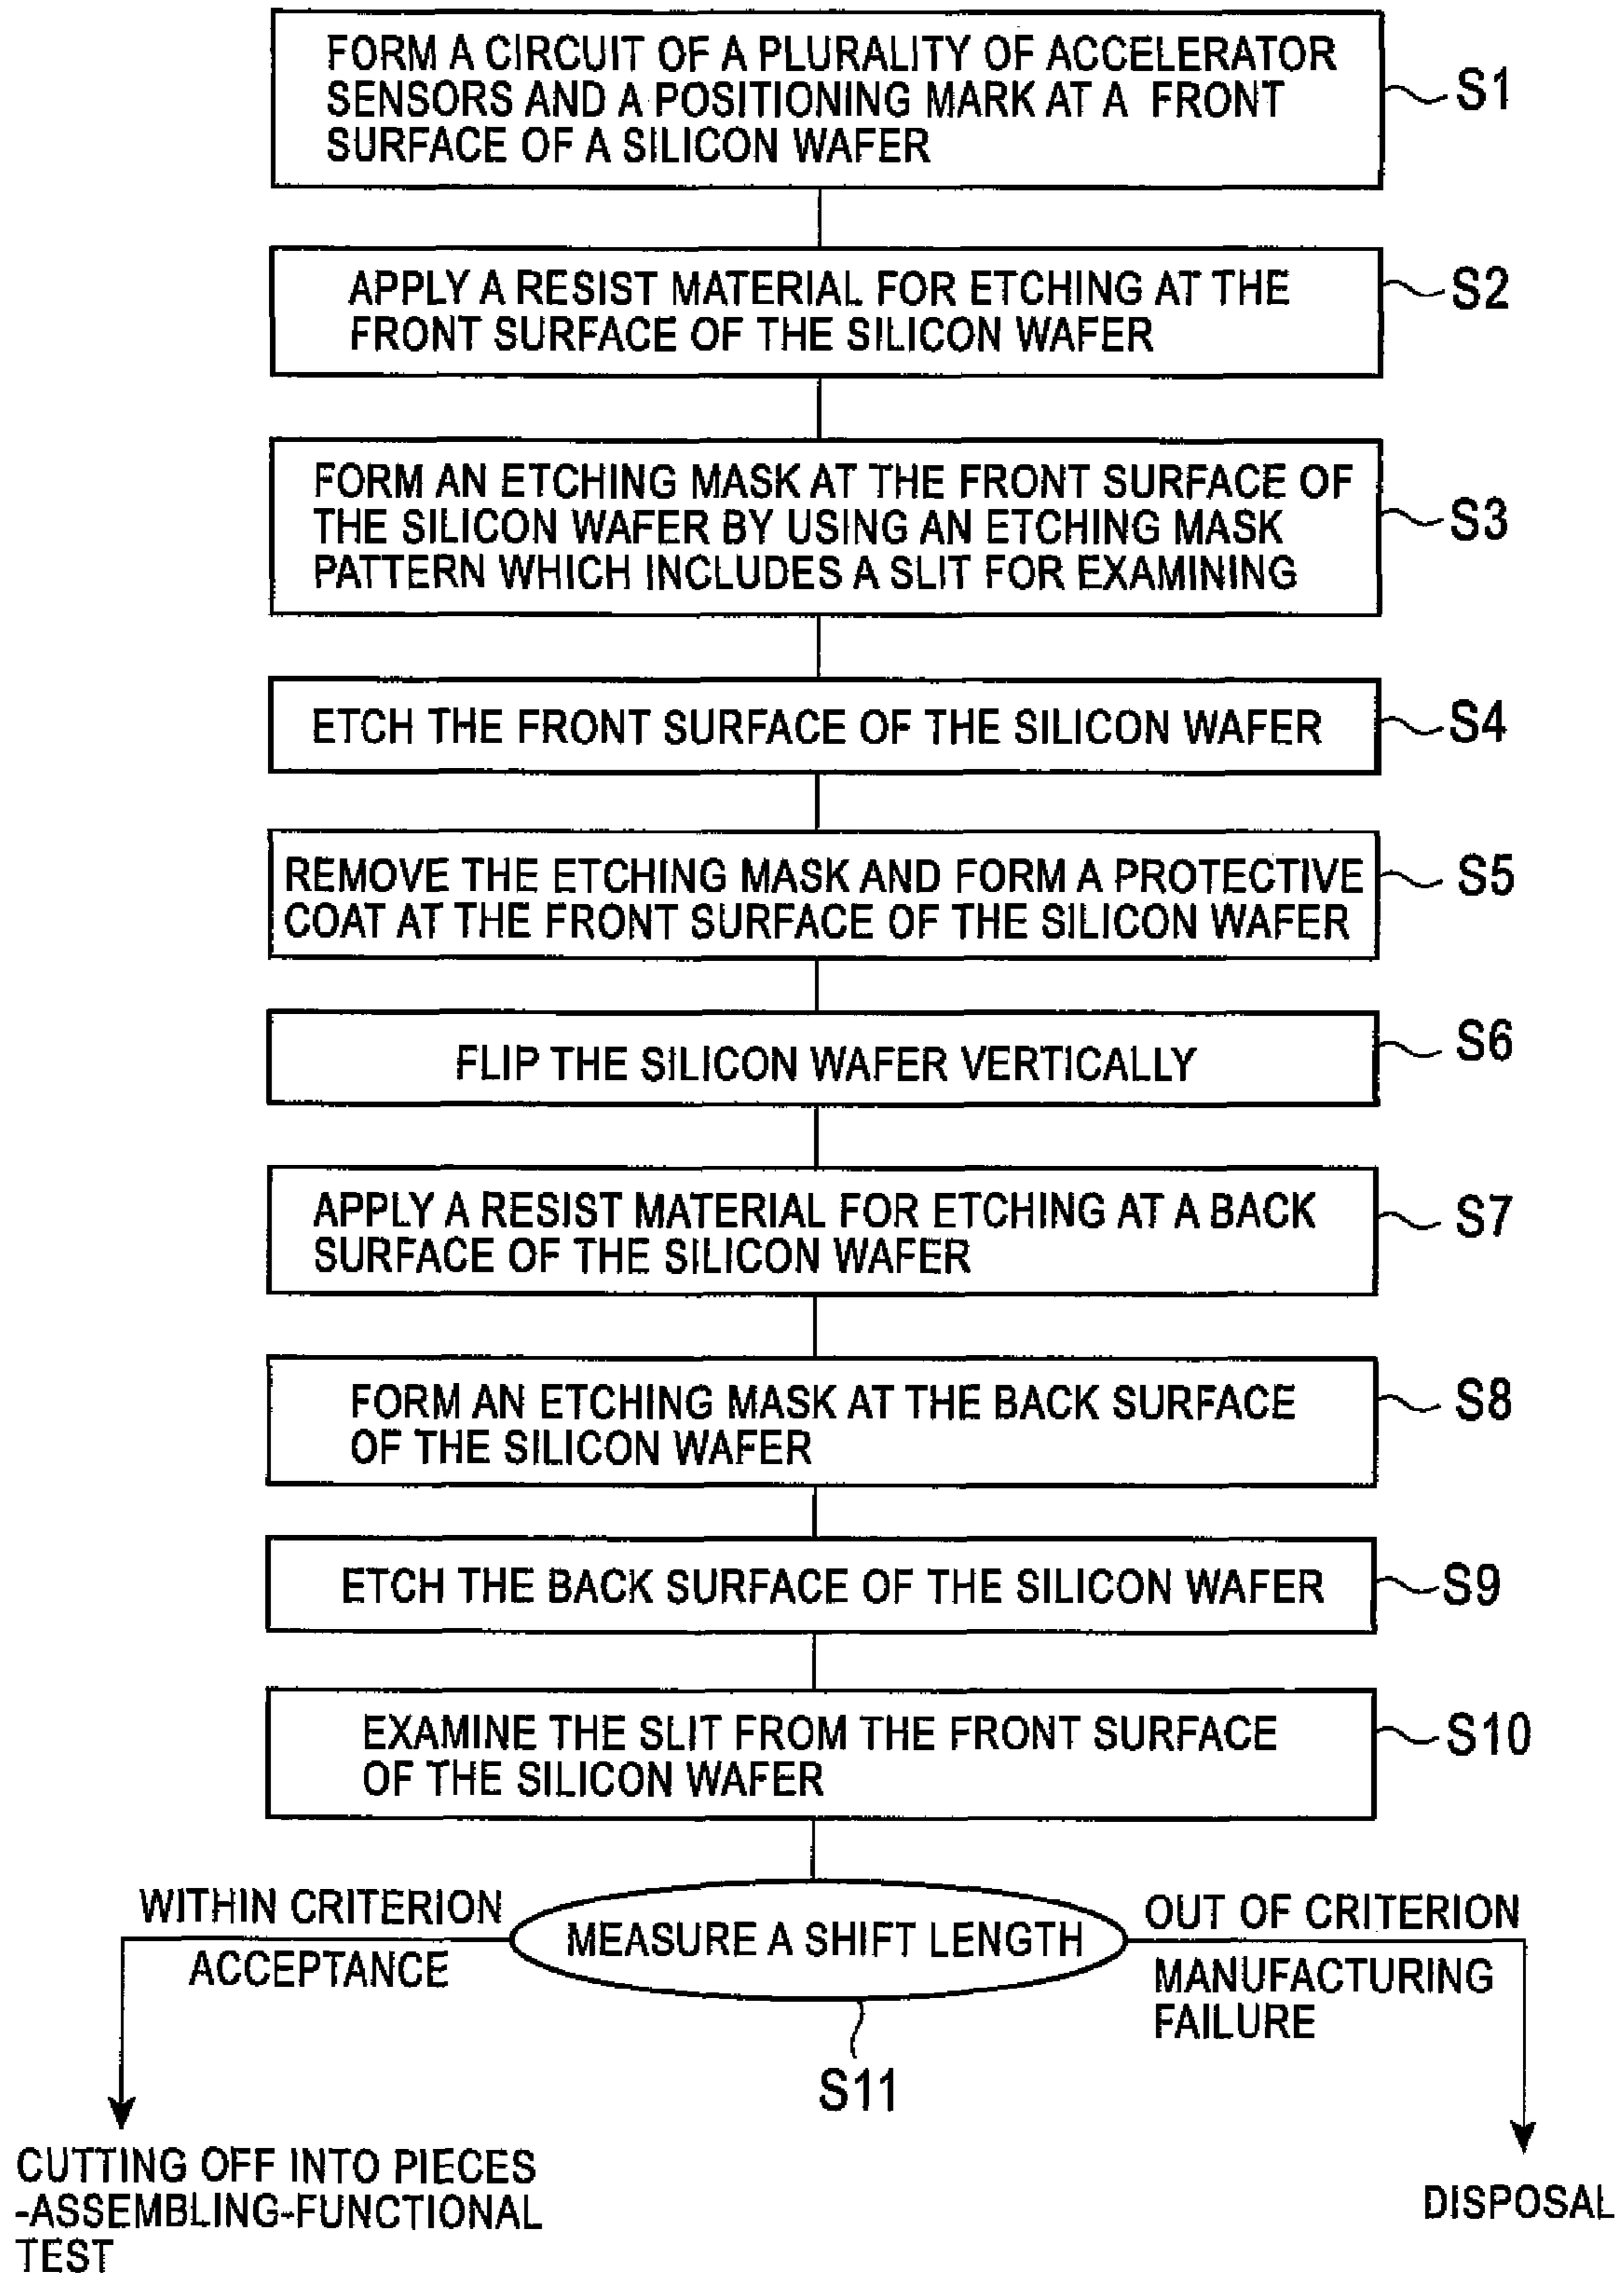 FORM A CIRCUIT OF A PLURALITY OF ACCELERATOR
SENSORS AND A POSITIONING MARK AT A FRONT
SURFACE OF A SILICON WAFER
S1
APPLY A RESIST MATERIAL FOR ETCHING AT THE
FRONT SURFACE OF THE SILICON WAFER
S2
FORM AN ETCHING MASK AT THE FRONT SURFACE OF
THE SILICON WAFER BY USING AN ETCHING MASK
PATTERN WHICH INCLUDES A SLIT FOR EXAMINING
S3
ETCH THE FRONT SURFACE OF THE SILICON WAFER
S4
REMOVE THE ETCHING MASK AND FORM A PROTECTIVE
COAT AT THE FRONT SURFACE OF THE SILICON WAFER
S5
FLIP THE SILICON WAFER VERTICALLY
S6
APPLY A RESIST MATERIAL FOR ETCHING AT A BACK
SURFACE OF THE SILICON WAFER
S7
FORM AN ETCHING MASK AT THE BACK SURFACE
OF THE SILICON WAFER
S8
ETCH THE BACK SURFACE OF THE SILICON WAFER
S9
EXAMINE THE SLIT FROM THE FRONT SURFACE
OF THE SILICON WAFER
S10
WITHIN CRITERION
ACCEPTANCE
MEASURE A SHIFT LENGTH
OUT OF CRITERION
MANUFACTURING
FAILURE
S11
CUTTING OFF INTO PIECES
-ASSEMBLING-FUNCTIONAL
TEST
DISPOSAL